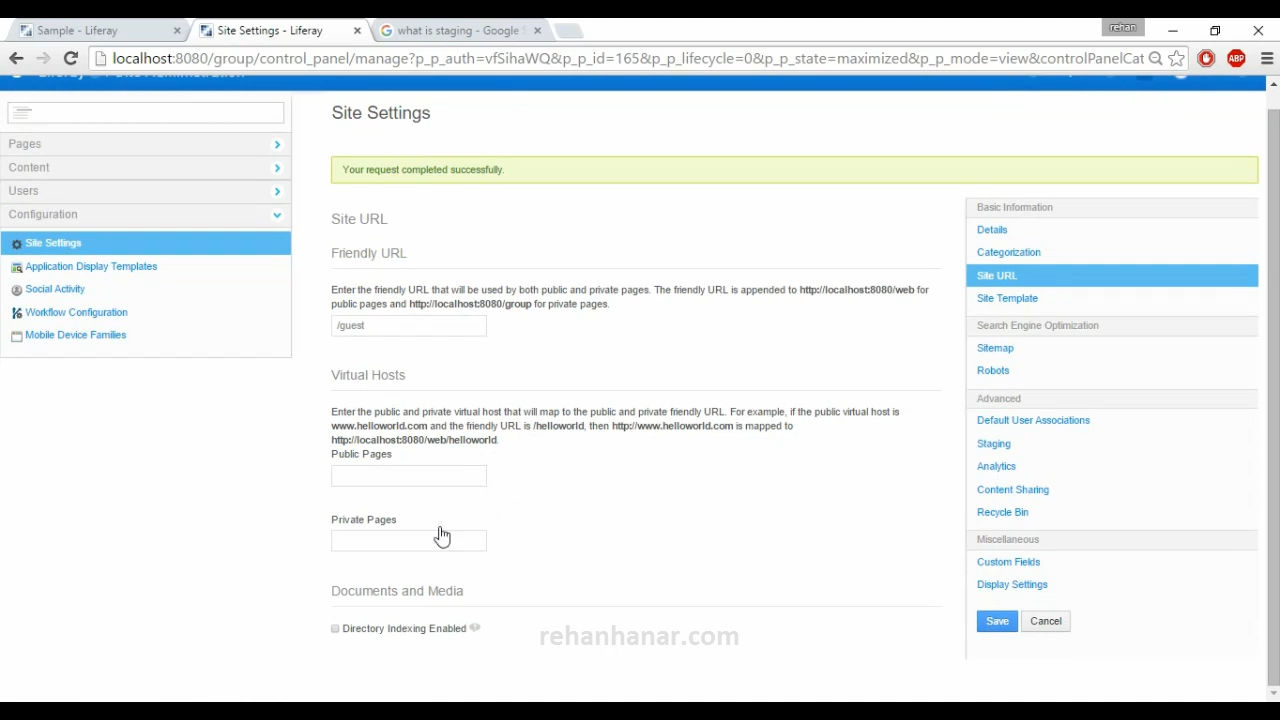 Sample - Liferay
Site Settings - Liferay
what is staging - Google
rehan
localhost:8080/group/control_panel/manage?p_p_auth=vfSihaWQ&p_p_id=165&p_p_lifecycle=0&p_p_state=maximized&p_p_mode=view&controlPanelCat
ABP
Site Settings
Pages
Content
Users
Configuration
Site Settings
Application Display Templates
Social Activity
Workflow Configuration
Mobile Device Families
Your request completed successfully.
Site URL
Friendly URL
Enter the friendly URL that will be used by both public and private pages. The friendly URL is appended to http://localhost:8080/web for
public pages and http://localhost:8080/group for private pages.
/guest
Virtual Hosts
Enter the public and private virtual host that will map to the public and private friendly URL. For example, if the public virtual host is
www.helloworld.com and the friendly URL is /helloworld, then http://www.helloworld.com is mapped to
http://localhost:8080/web/helloworld.
Public Pages
Private Pages
Documents and Media
Directory Indexing Enabled
Basic Information
Details
Categorization
Site URL
Site Template
Search Engine Optimization
Sitemap
Robots
Advanced
Default User Associations
Staging
Analytics
Content Sharing
Recycle Bin
Miscellaneous
Custom Fields
Display Settings
Save
Cancel
rehanhanar.com